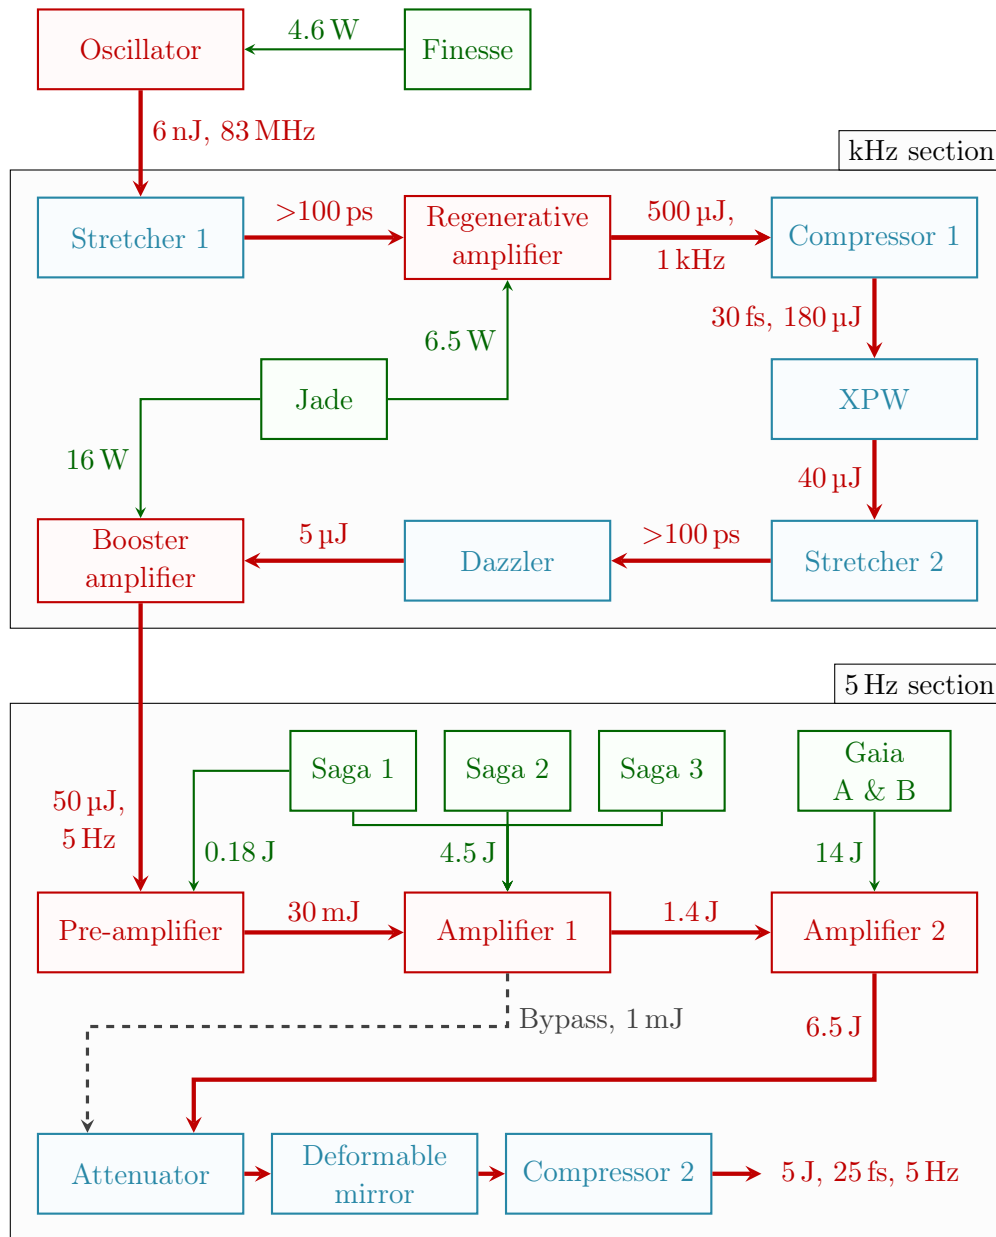 Oscillator
4.6 W
Finesse
6 nJ, 83 MHz
kHz section
Stretcher 1
>100 ps
Regenerative
amplifier
500 µJ,
1 kHz
Compressor 1
30 fs, 180 µJ
6.5 W
Jade
XPW
16 W
40 µJ
Booster
amplifier
5 µJ
Dazzler
>100 ps
Stretcher 2
5 Hz section
Saga 1
Saga 2
Saga 3
Gaia
A & B
50 µJ,
5 Hz
0.18 J
4.5 J
14 J
Pre-amplifier
30 mJ
Amplifier 1
1.4 J
Amplifier 2
Bypass, 1 mJ
6.5 J
Attenuator
Deformable
mirror
Compressor 2
5 J, 25 fs, 5 Hz